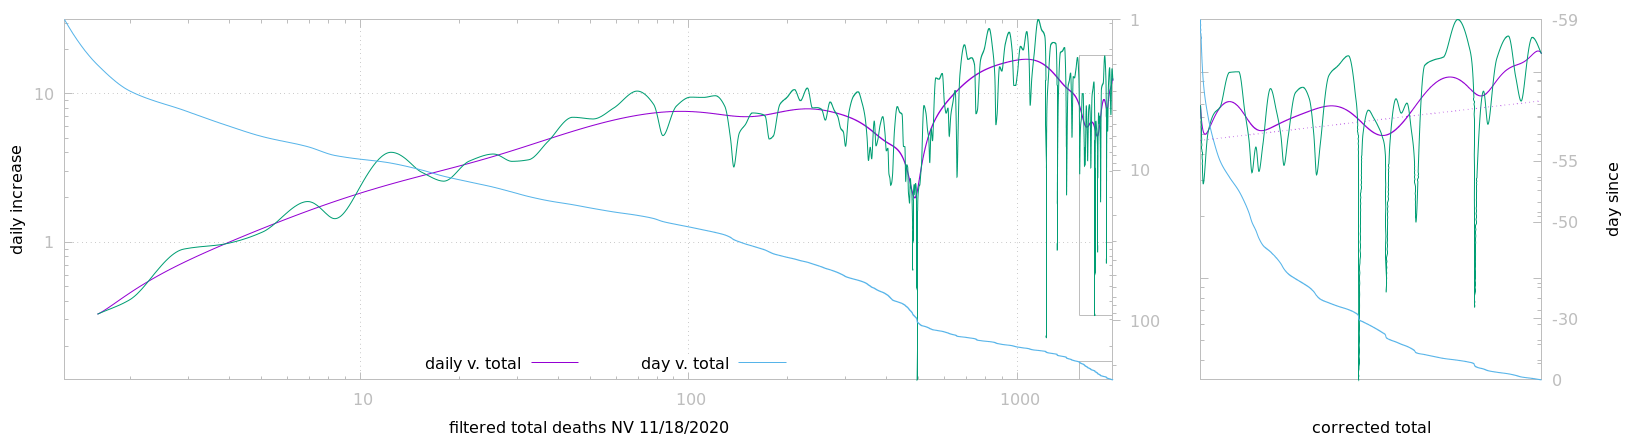 daily increase
10
1
daily v. total
day v. total
10
100
1000
filtered total deaths NV 11/18/2020
1
10
100
-59
-55
-50
-30
0
day since
corrected total